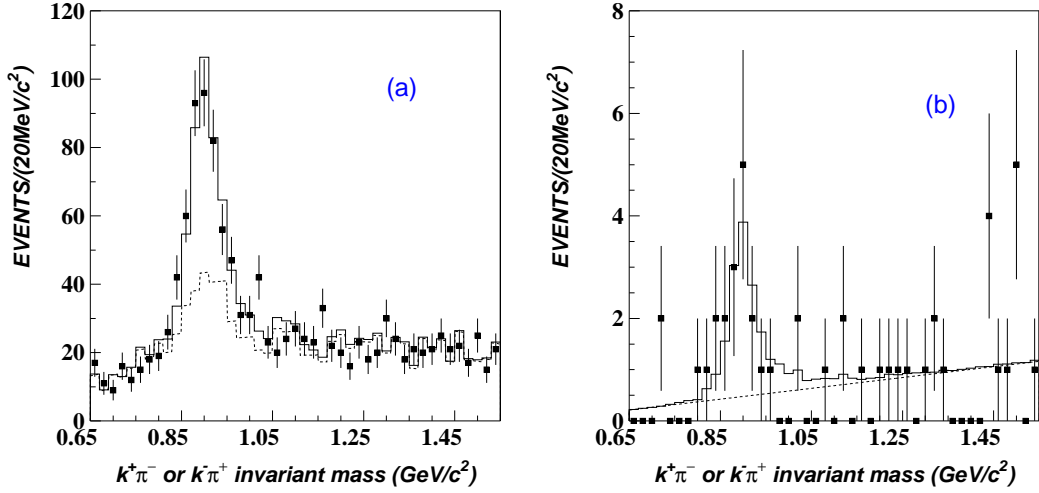 EVENTS/(20MeV/c²)
120
100
80
60
40
20
0
0.65 0.85 1.05 1.25 1.45
k⁺π⁻ or k⁻π⁺ invariant mass (GeV/c²)
(a)
EVENTS/(20MeV/c²)
8
6
4
2
0
0.65 0.85 1.05 1.25 1.45
k⁺π⁻ or k⁻π⁺ invariant mass (GeV/c²)
(b)